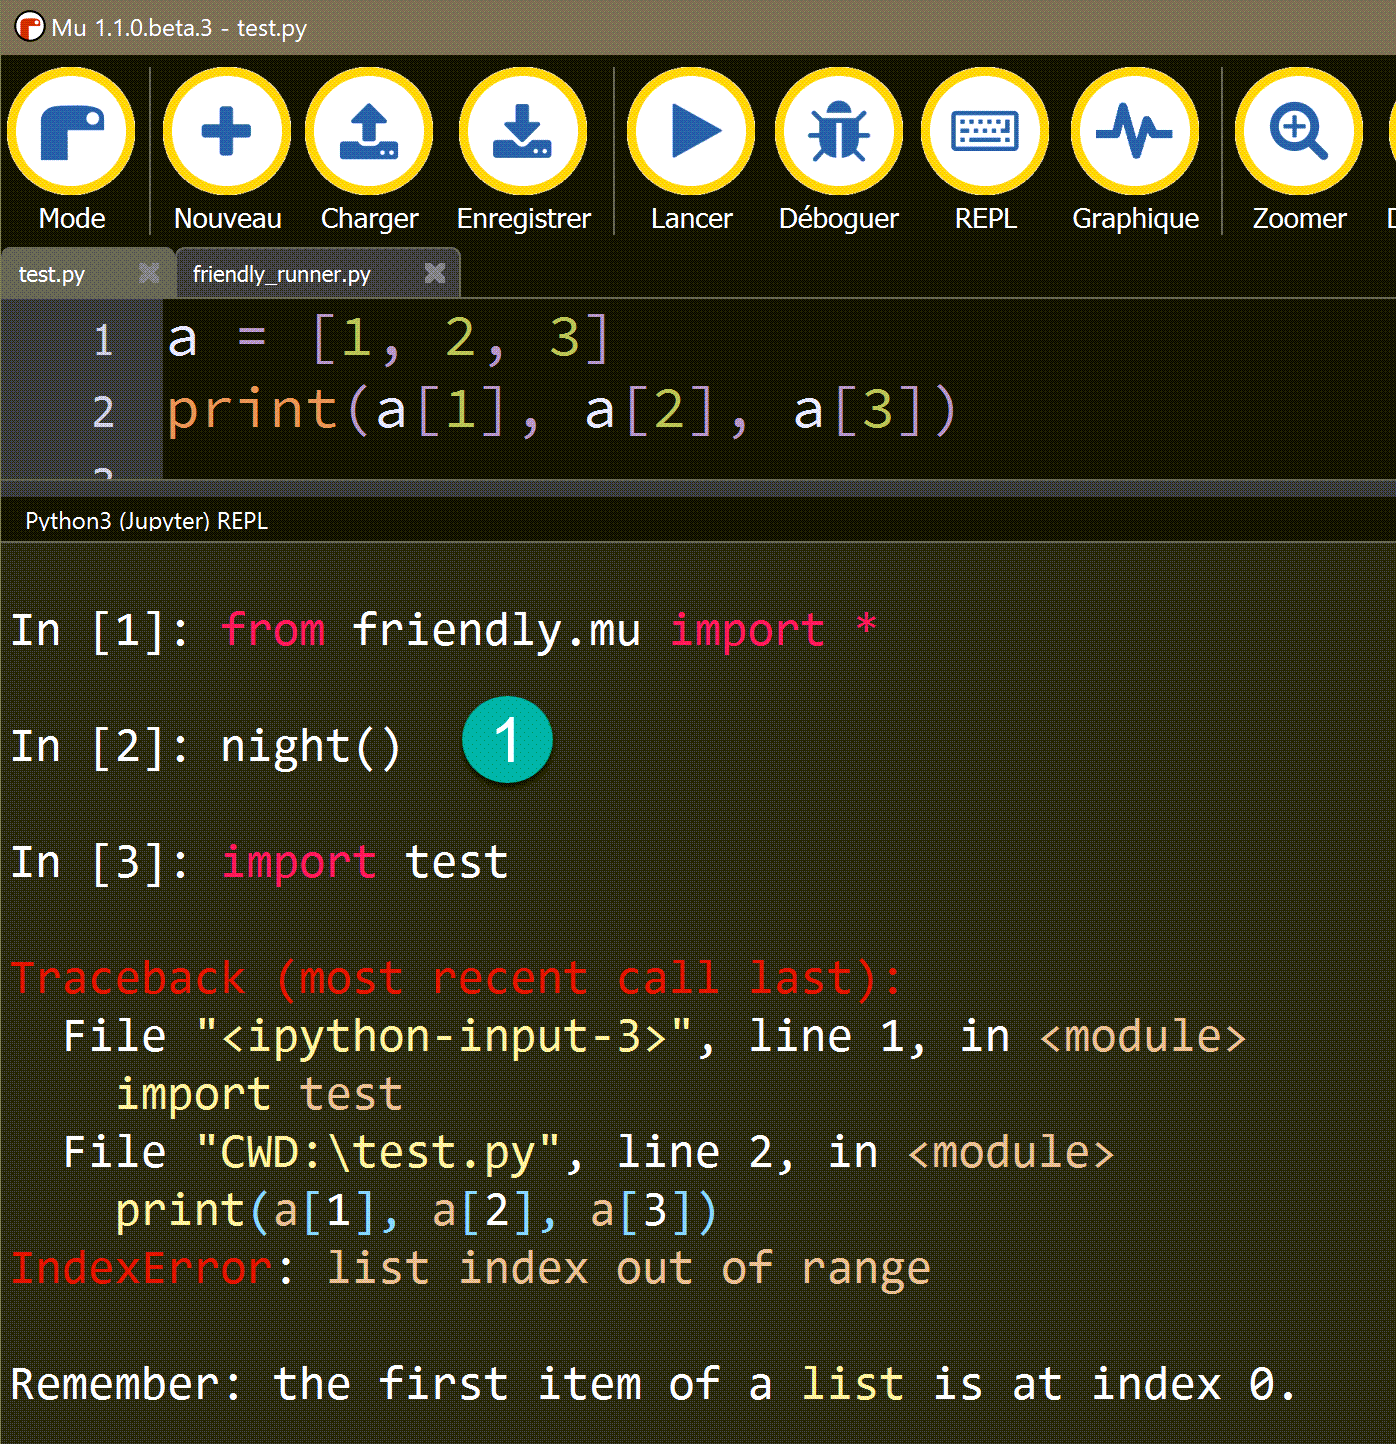 Mu 1.1.0.beta.3 - test.py
Mode Nouveau Charger Enregistrer Lancer Déboguer REPL Graphique Zoomer
test.py friendly_runner.py
1 a = [1, 2, 3]
2 print(a[1], a[2], a[3])
3
Python3 (Jupyter) REPL
In [1]: from friendly.mu import *
In [2]: night() 1
In [3]: import test
Traceback (most recent call last):
File "<ipython-input-3>", line 1, in <module>
import test
File "CWD:\test.py", line 2, in <module>
print(a[1], a[2], a[3])
IndexError: list index out of range
Remember: the first item of a list is at index 0.